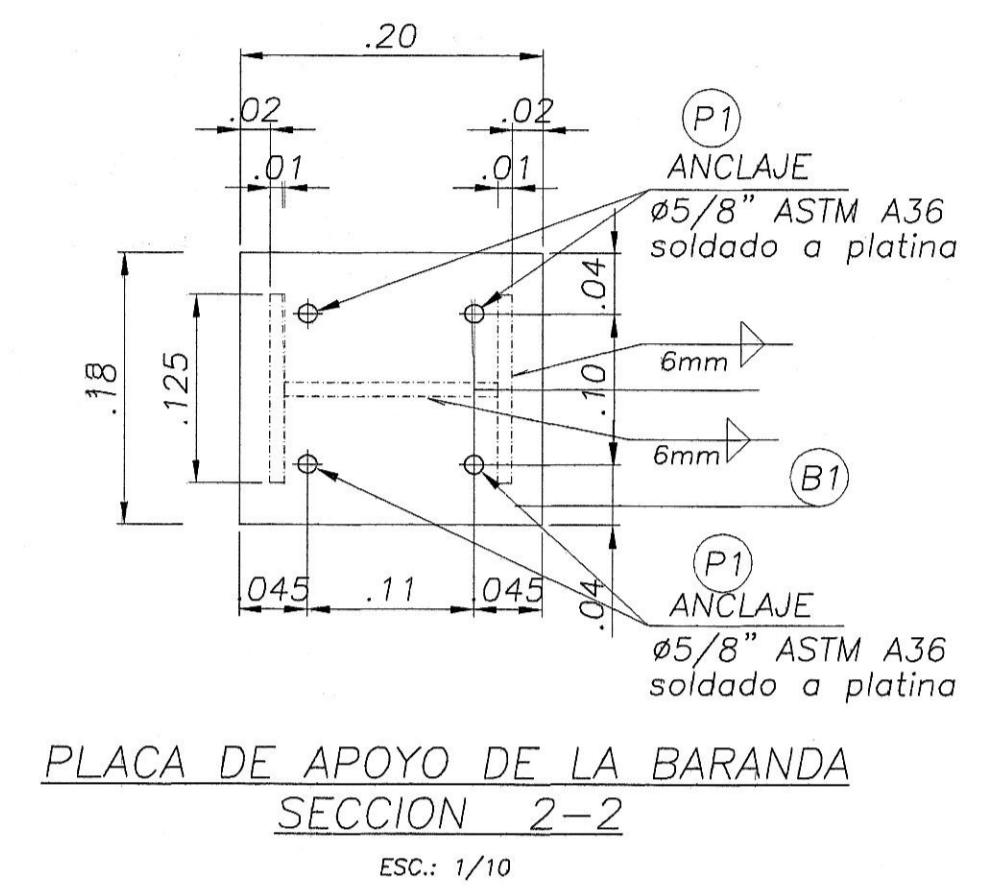 .20
.02
.02
.01
.01
P1
ANCLAJE
ø5/8" ASTM A36
soldado a platina
.04
.18
.125
.10
6mm
6mm
B1
.045
.11
.045
.04
P1
ANCLAJE
ø5/8" ASTM A36
soldado a platina
PLACA DE APOYO DE LA BARANDA
SECCION 2-2
ESC.: 1/10